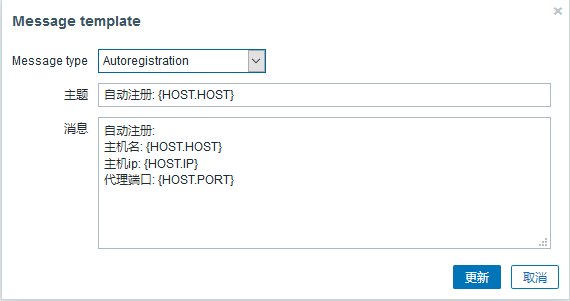 Message template
Message type
Autoregistration
主题
自动注册: {HOST.HOST}
消息
自动注册:
主机名: {HOST.HOST}
主机ip: {HOST.IP}
代理端口: {HOST.PORT}
更新
取消